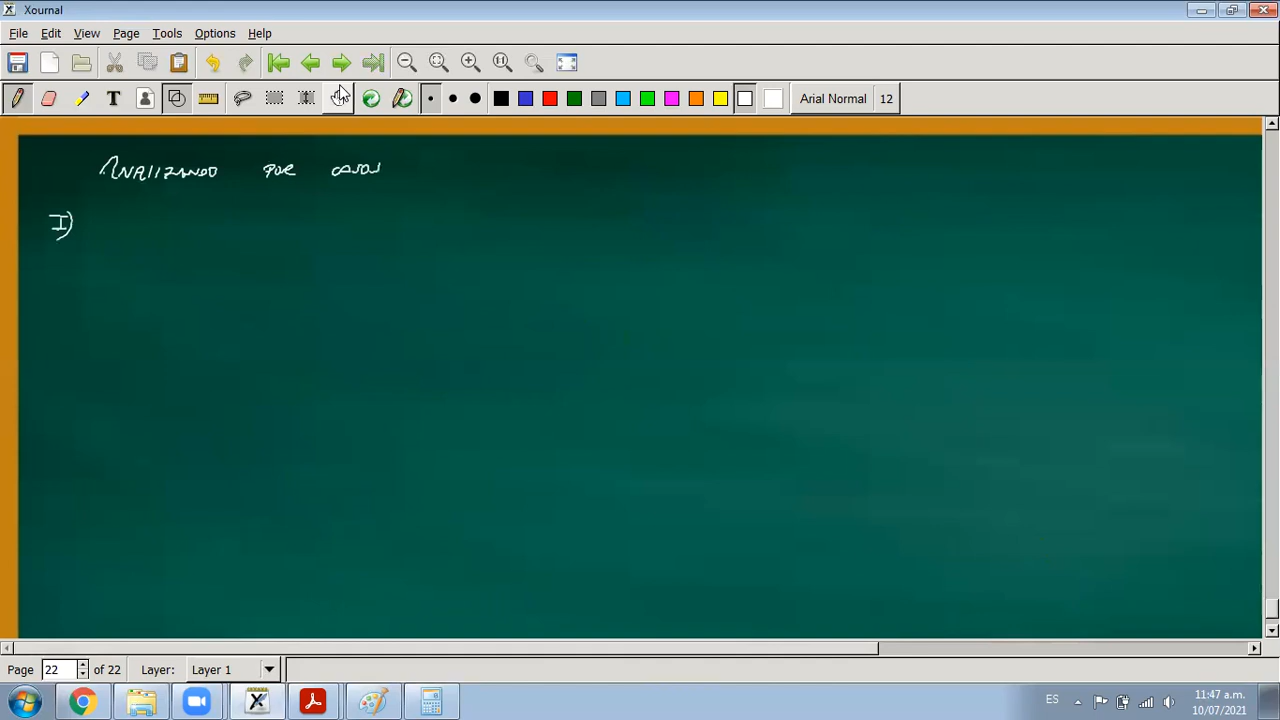 Xournal
File Edit View Page Tools Options Help
T Arial Normal 12
Analizando por casos
I)
Page 22 of 22 Layer: Layer 1
ES 11:47 a.m.
10/07/2021